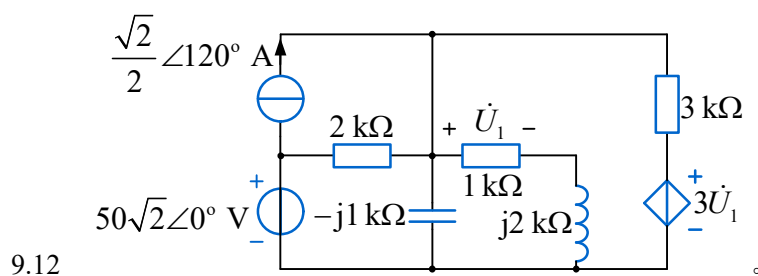 √2/2 ∠120° A
2 kΩ
+ U̇₁ −
3 kΩ
1 kΩ
+
50√2∠0° V
−
−j1 kΩ
j2 kΩ
+
3U̇₁
−
9.12
。